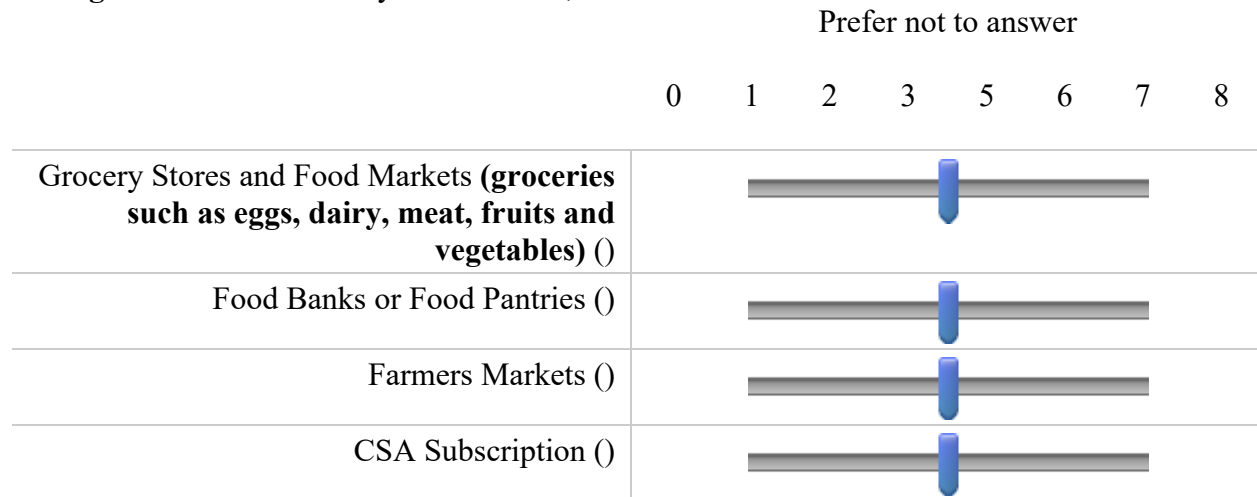 Prefer not to answer
0 1 2 3 5 6 7 8
Grocery Stores and Food Markets (groceries
such as eggs, dairy, meat, fruits and
vegetables) ()
Food Banks or Food Pantries ()
Farmers Markets ()
CSA Subscription ()